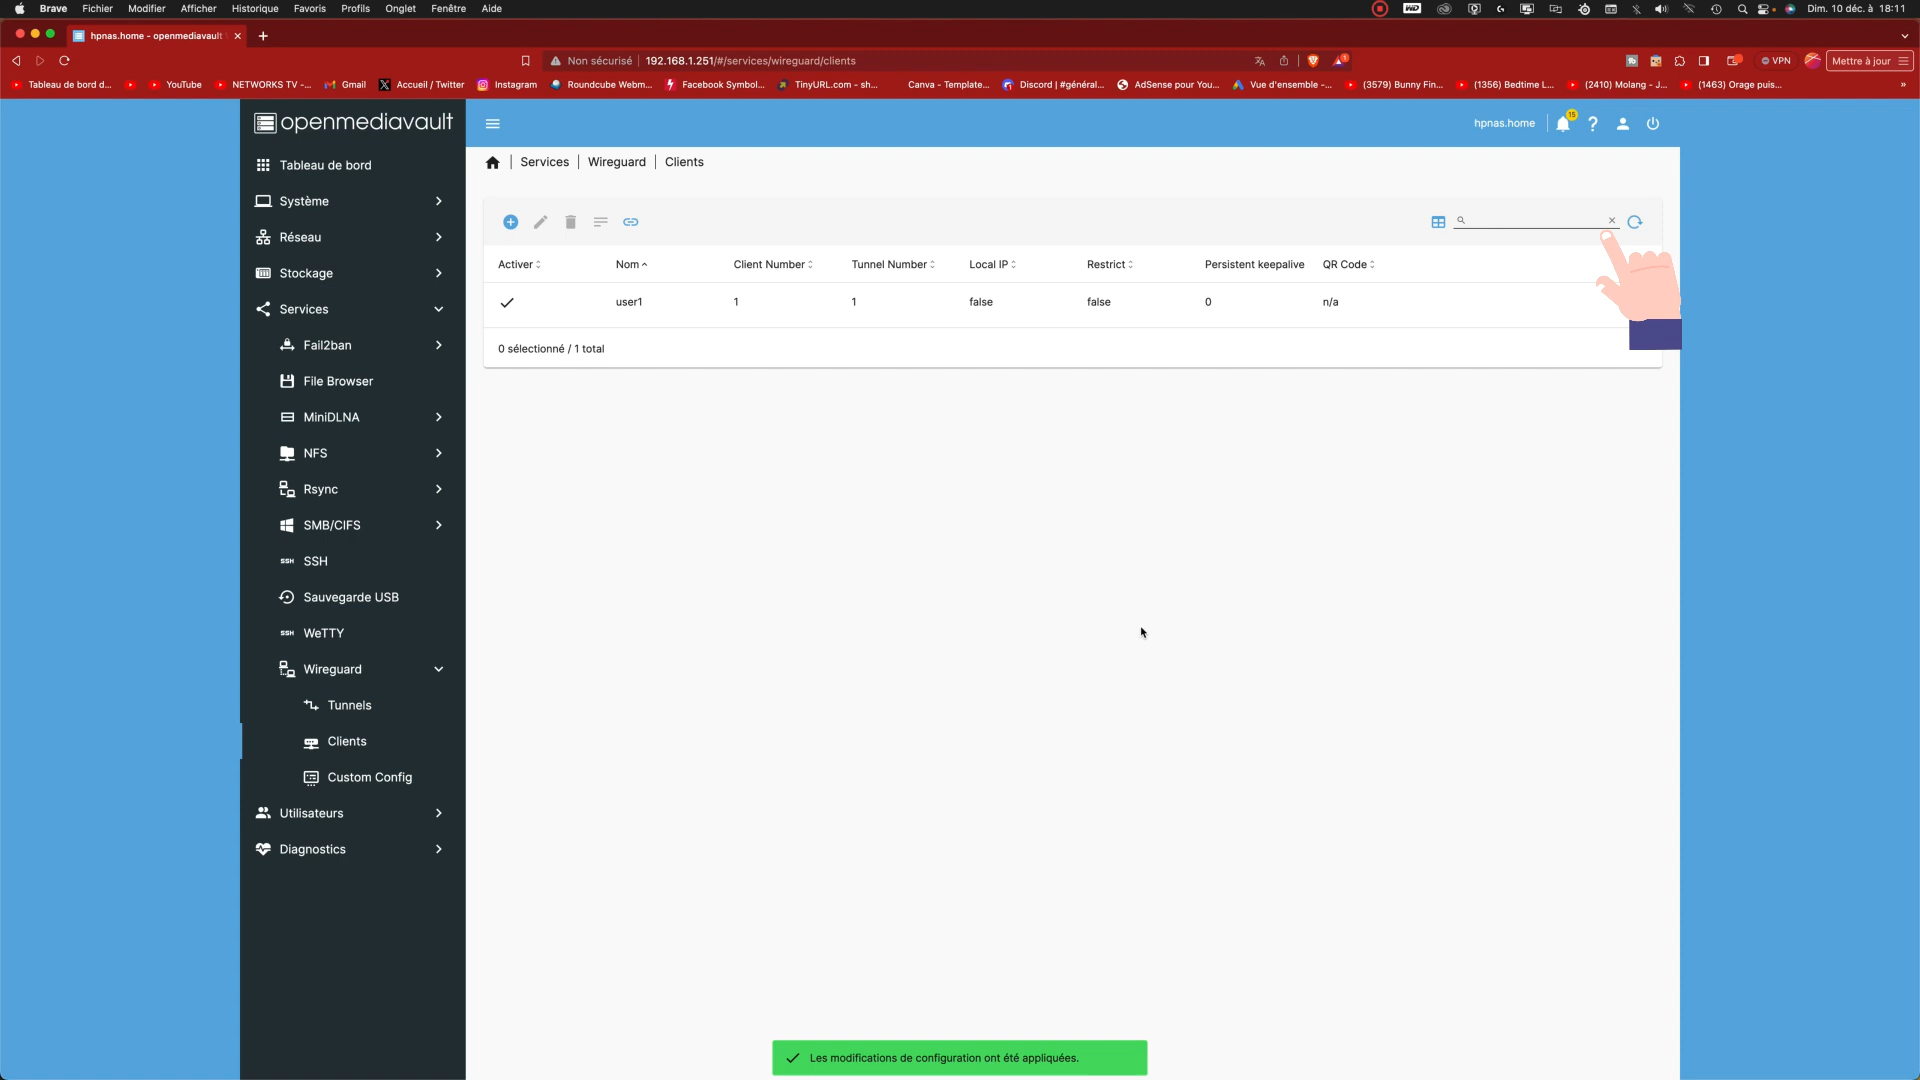 Brave Fichier Modifier Afficher Historique Favoris Profils Onglet Fenêtre Aide Dim. 10 déc. à 18:11
hpnas.home - openmediavault
Non sécurisé 192.168.1.251/#/services/wireguard/clients VPN Mettre à jour
Tableau de bord d... YouTube NETWORKS TV -... Gmail Accueil / Twitter Instagram Roundcube Webm... Facebook Symbol... TinyURL.com - sh... Canva - Template... Discord | #général... AdSense pour You... Vue d'ensemble -... (3579) Bunny Fin... (1356) Bedtime L... (2410) Molang - J... (1463) Orage puis... »
openmediavault
hpnas.home 15
Services | Wireguard | Clients
Tableau de bord
Système
Réseau
Stockage
Services
Fail2ban
File Browser
MiniDLNA
NFS
Rsync
SMB/CIFS
SSH SSH
Sauvegarde USB
SSH WeTTY
Wireguard
Tunnels
Clients
Custom Config
Utilisateurs
Diagnostics
Activer Nom Client Number Tunnel Number Local IP Restrict Persistent keepalive QR Code
user1 1 1 false false 0 n/a
0 sélectionné / 1 total
Les modifications de configuration ont été appliquées.